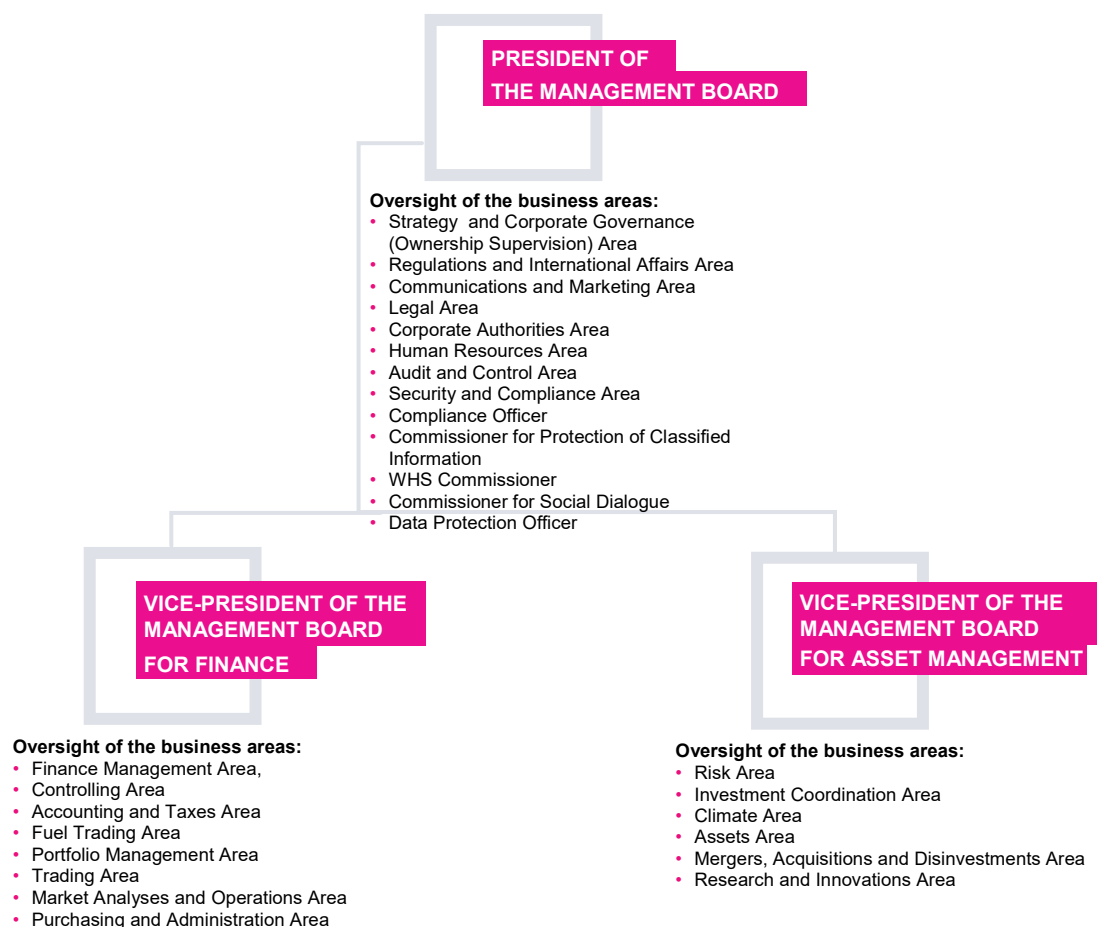 PRESIDENT OF
THE MANAGEMENT BOARD
Oversight of the business areas:
• Strategy and Corporate Governance
(Ownership Supervision) Area
• Regulations and International Affairs Area
• Communications and Marketing Area
• Legal Area
• Corporate Authorities Area
• Human Resources Area
• Audit and Control Area
• Security and Compliance Area
• Compliance Officer
• Commissioner for Protection of Classified
Information
• WHS Commissioner
• Commissioner for Social Dialogue
• Data Protection Officer
VICE-PRESIDENT OF THE
MANAGEMENT BOARD
FOR FINANCE
Oversight of the business areas:
• Finance Management Area,
• Controlling Area
• Accounting and Taxes Area
• Fuel Trading Area
• Portfolio Management Area
• Trading Area
• Market Analyses and Operations Area
• Purchasing and Administration Area
VICE-PRESIDENT OF THE
MANAGEMENT BOARD
FOR ASSET MANAGEMENT
Oversight of the business areas:
• Risk Area
• Investment Coordination Area
• Climate Area
• Assets Area
• Mergers, Acquisitions and Disinvestments Area
• Research and Innovations Area